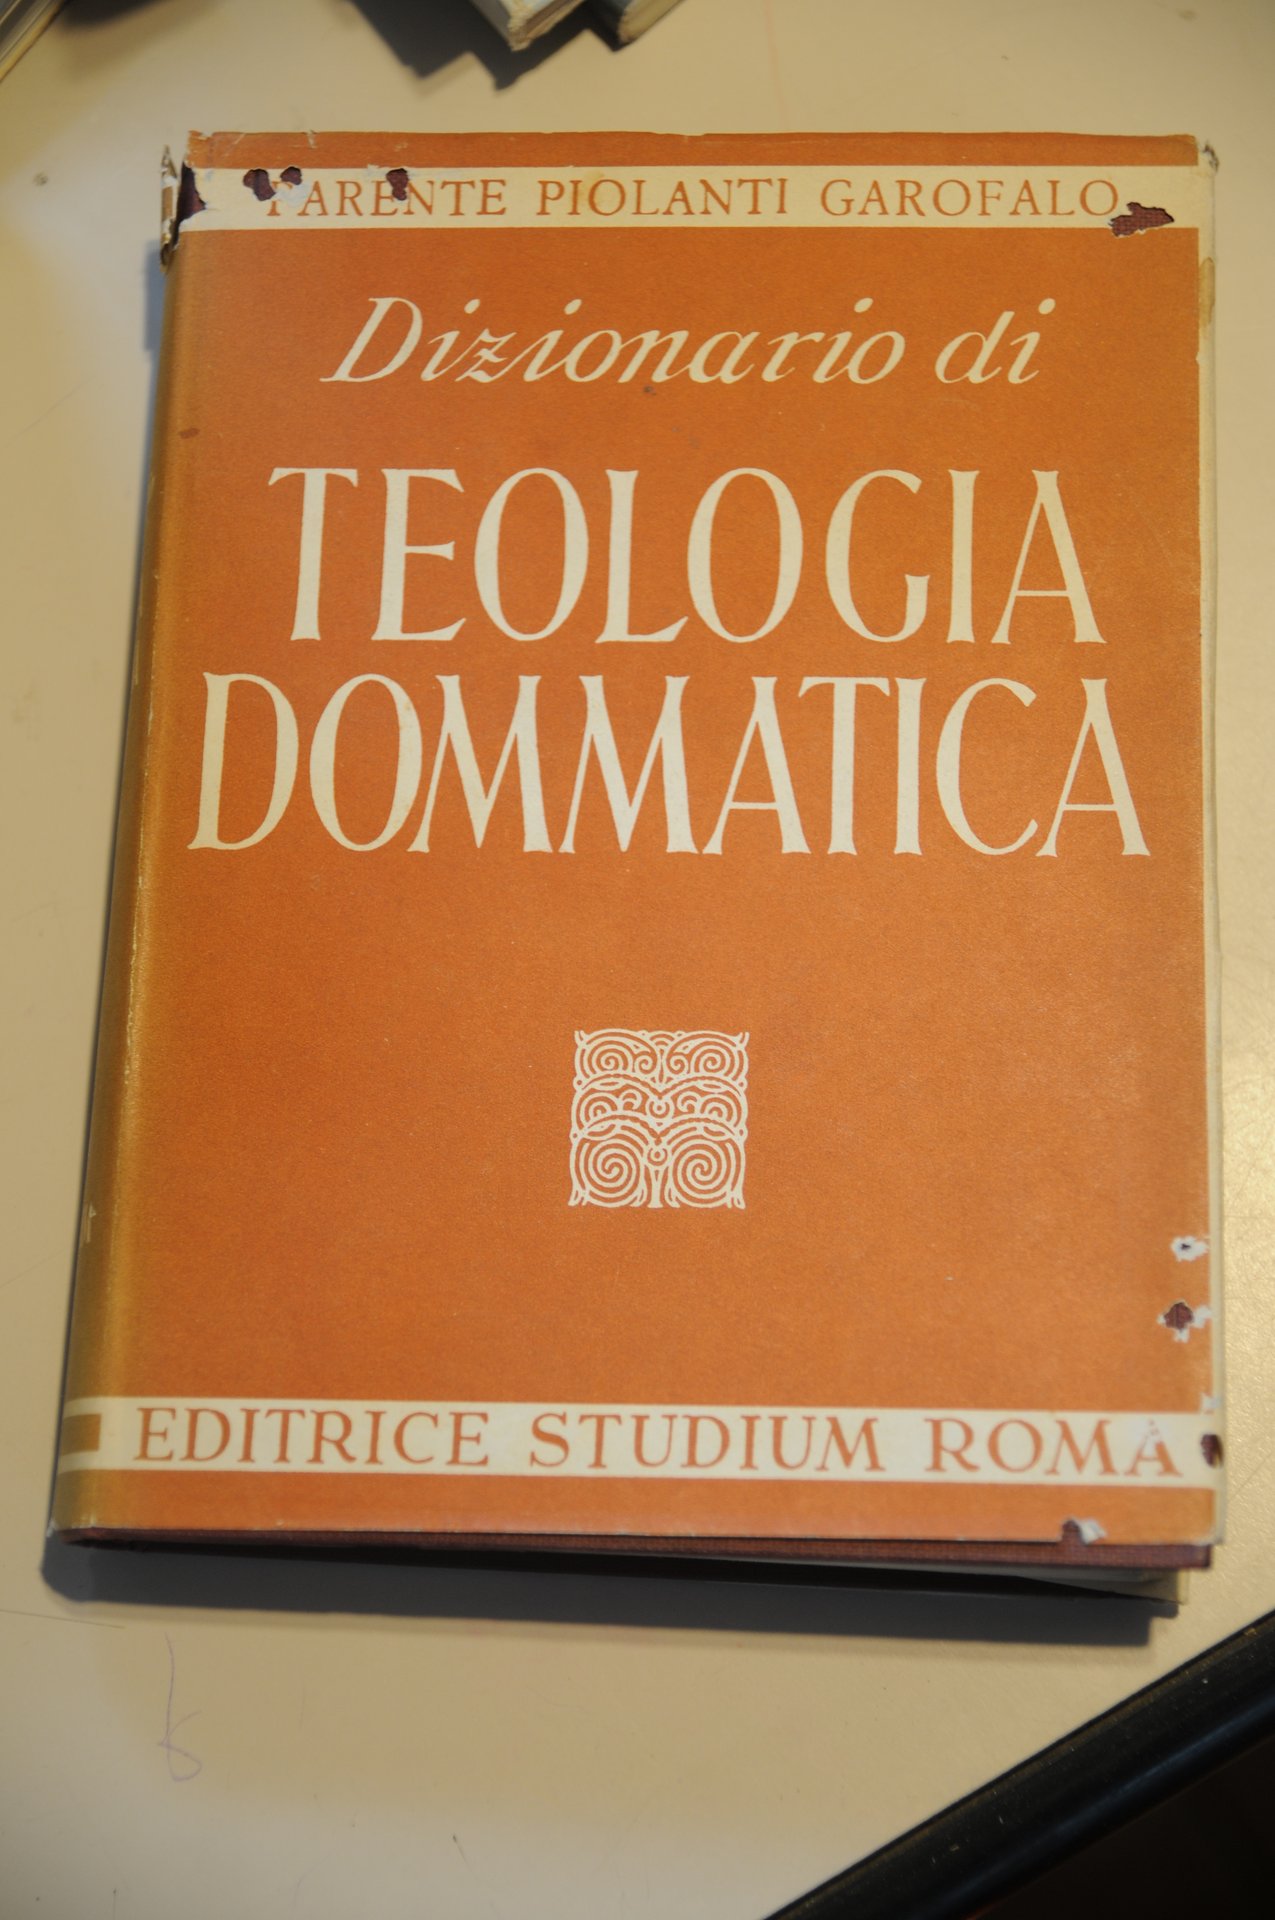 PARENTE PIOLANTI GAROFALO
Dizionario di
TEOLOGIA
DOMMATICA
EDITRICE STUDIUM ROMA